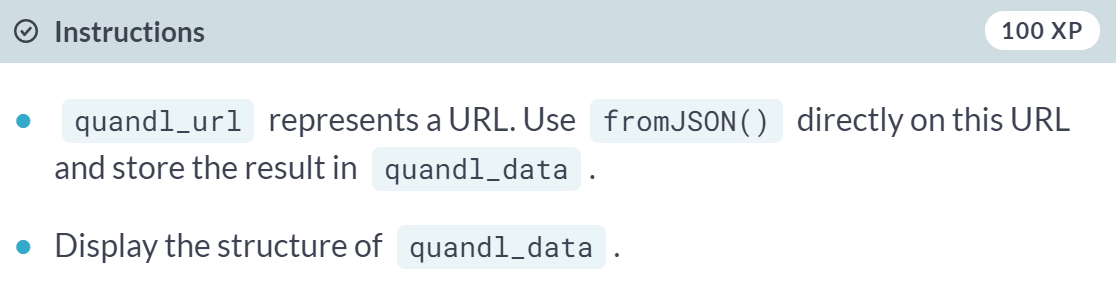 Instructions 100 XP
quandl_url represents a URL. Use fromJSON() directly on this URL
and store the result in quandl_data .
Display the structure of quandl_data .